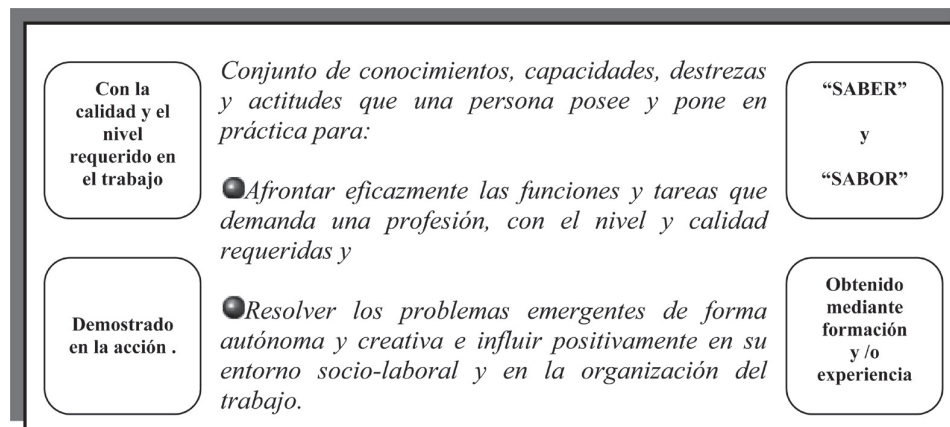 Con la
calidad y el
nivel
requerido en
el trabajo
Demostrado
en la acción .
Conjunto de conocimientos, capacidades, destrezas
y actitudes que una persona posee y pone en
práctica para:
Afrontar eficazmente las funciones y tareas que
demanda una profesión, con el nivel y calidad
requeridas y
Resolver los problemas emergentes de forma
autónoma y creativa e influir positivamente en su
entorno socio-laboral y en la organización del
trabajo.
“SABER”
y
“SABOR”
Obtenido
mediante
formación
y /o
experiencia